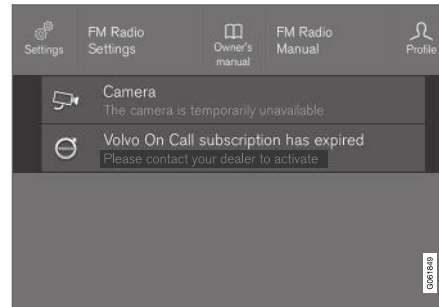 Settings
FM Radio
Settings
Owner's
manual
FM Radio
Manual
Profile
Camera
The camera is temporarily unavailable
Volvo On Call subscription has expired
Please contact your dealer to activate
G061849